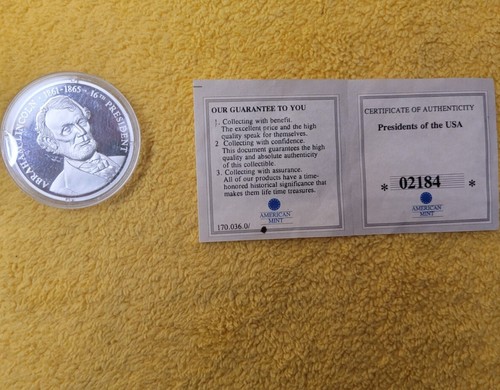 ABRAHAM LINCOLN • 1861-1865 • 16TH PRESIDENT
OUR GUARANTEE TO YOU
1. Collecting with benefit.
The excellent price and the high
quality speak for themselves.
2. Collecting with confidence.
This document guarantees the high
quality and absolute authenticity
of this collectible.
3. Collecting with assurance.
All of our products have a time-
honored historical significance that
makes them life time treasures.
AMERICAN
MINT
170.036.0/
CERTIFICATE OF AUTHENTICITY
Presidents of the USA
* 02184 *
AMERICAN
MINT